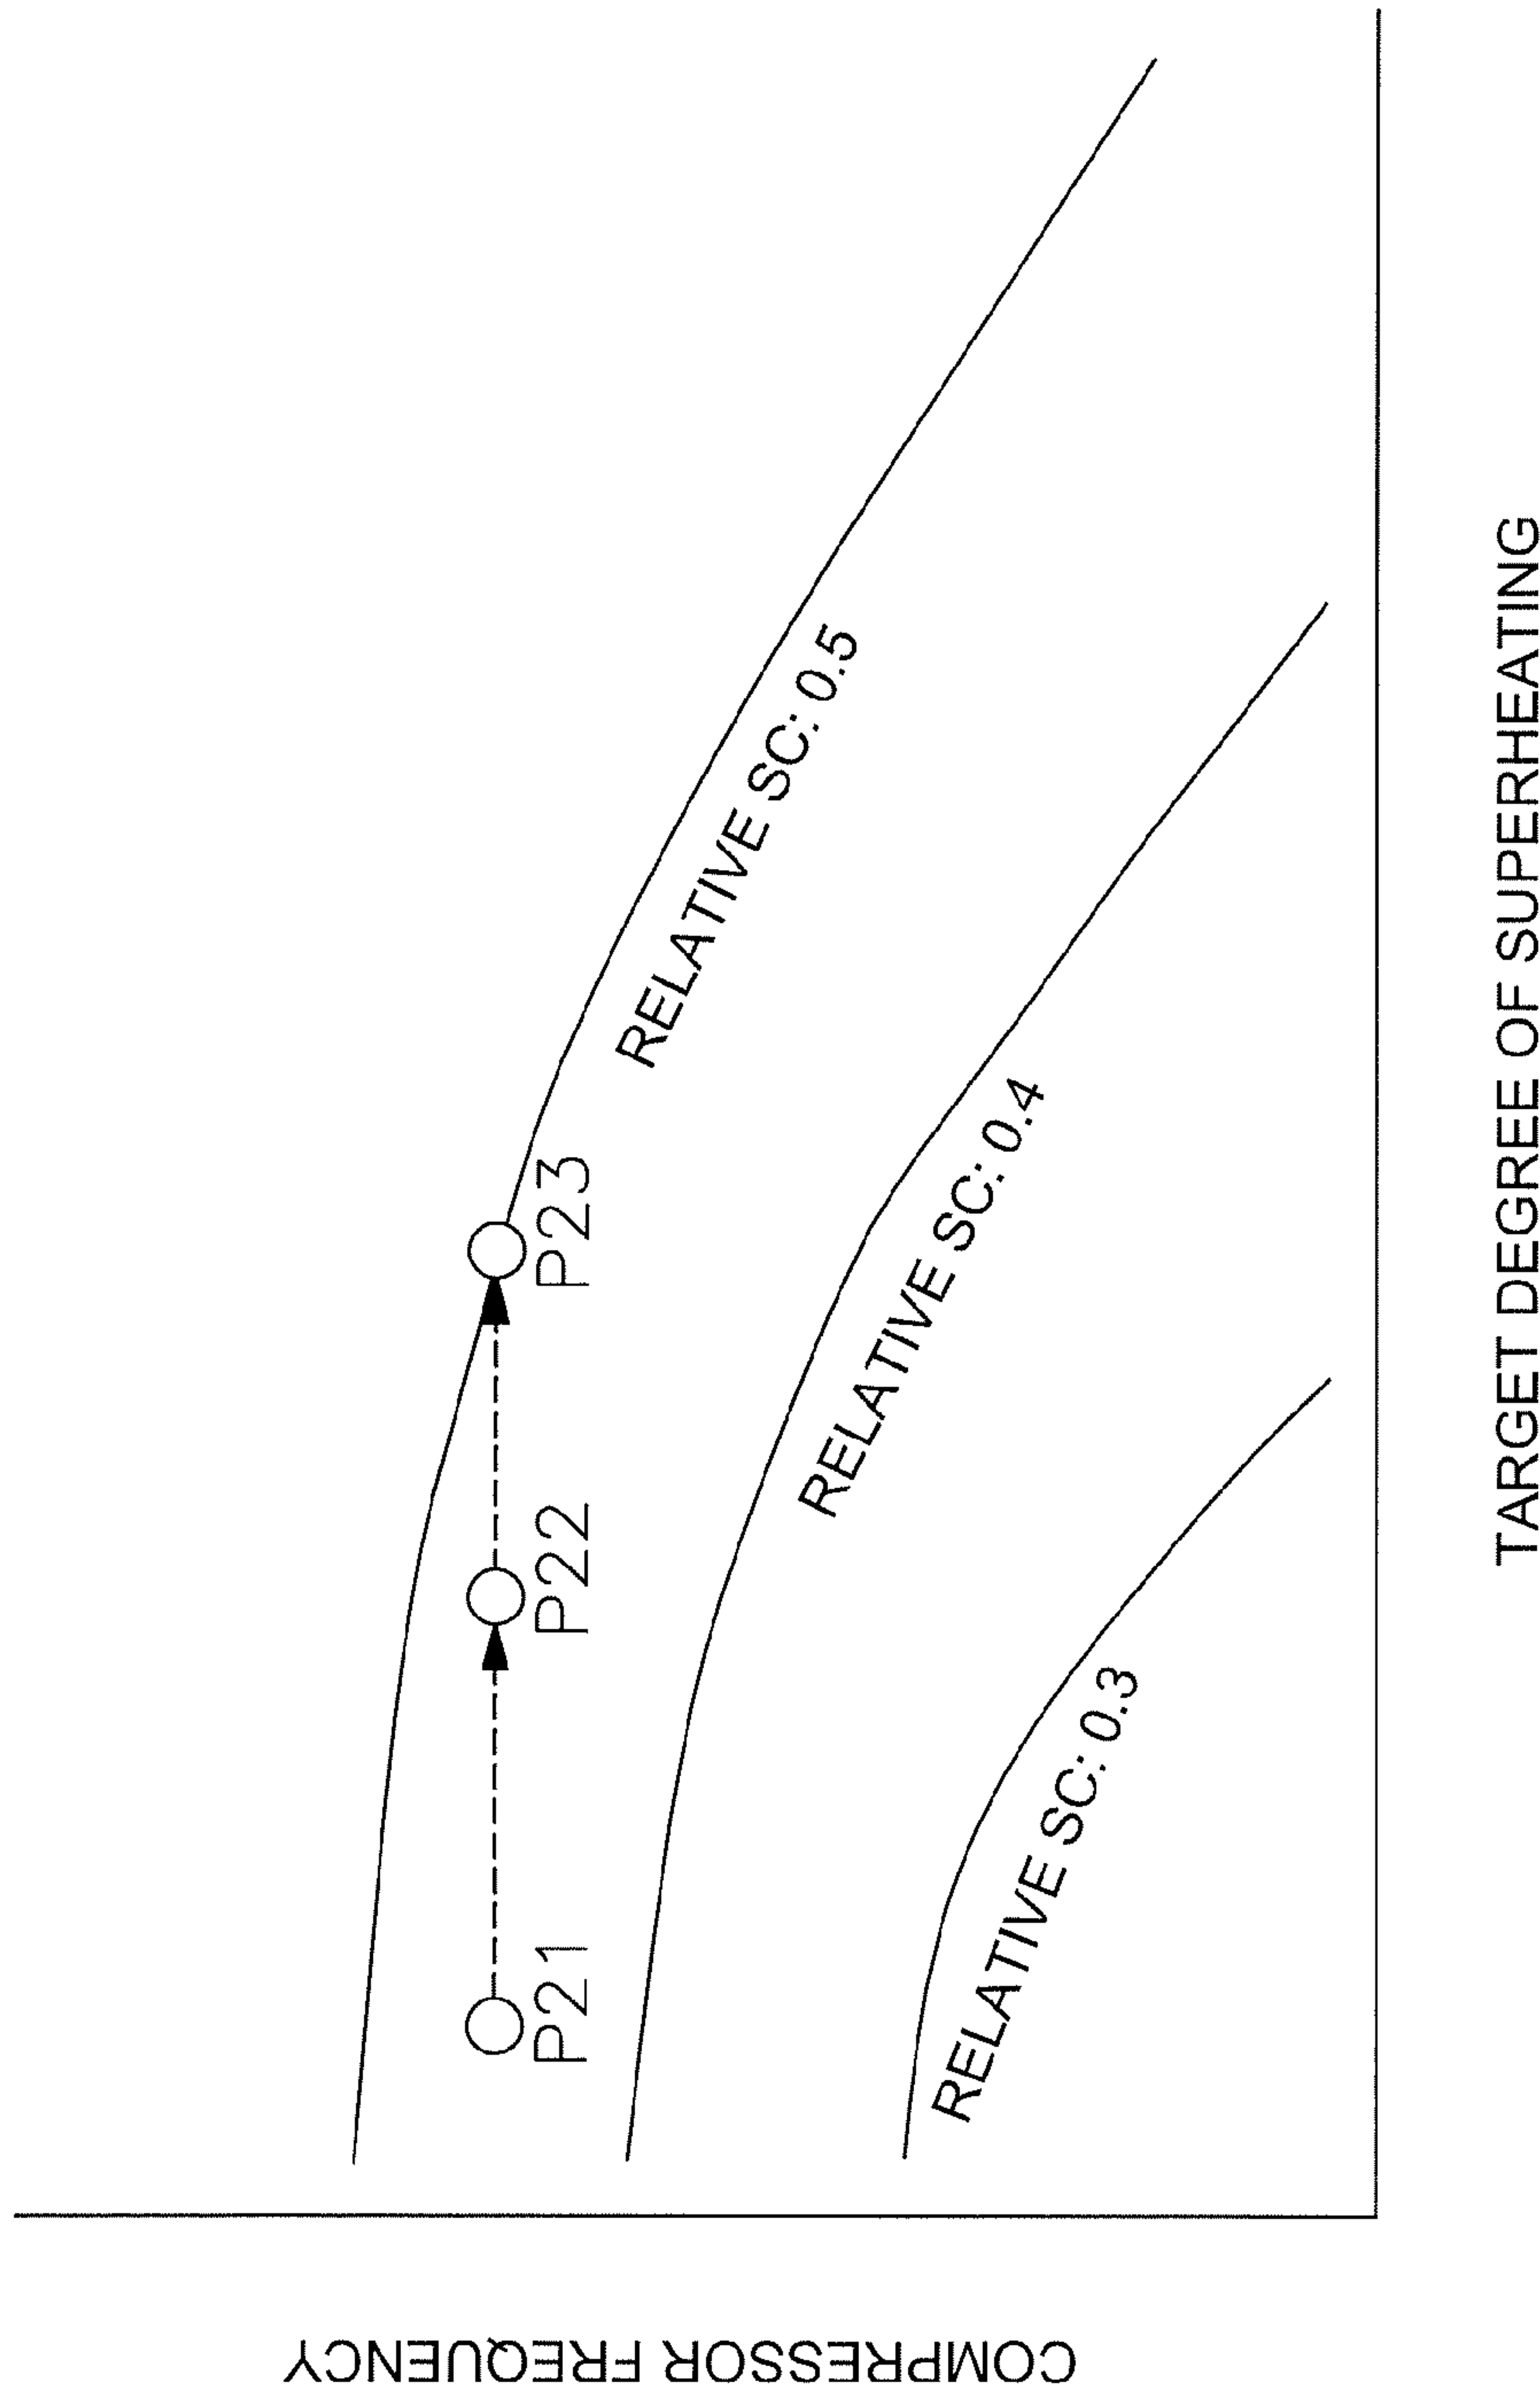 COMPRESSOR FREQUENCY
P21
P22
P23
RELATIVE SC: 0.5
RELATIVE SC: 0.4
RELATIVE SC: 0.3
TARGET DEGREE OF SUPERHEATING